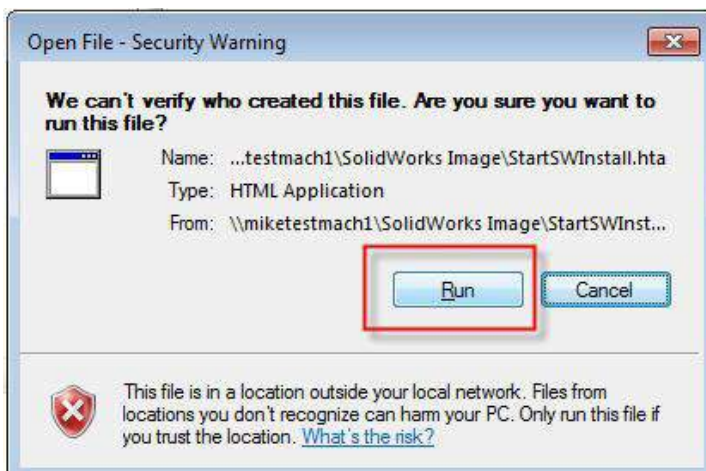 Open File - Security Warning
We can't verify who created this file. Are you sure you want to
run this file?
Name: ...testmach1\SolidWorks Image\StartSWInstall.hta
Type: HTML Application
From: \\miketestmach1\SolidWorks Image\StartSWInst...
Run
Cancel
This file is in a location outside your local network. Files from
locations you don't recognize can harm your PC. Only run this file if
you trust the location. What's the risk?